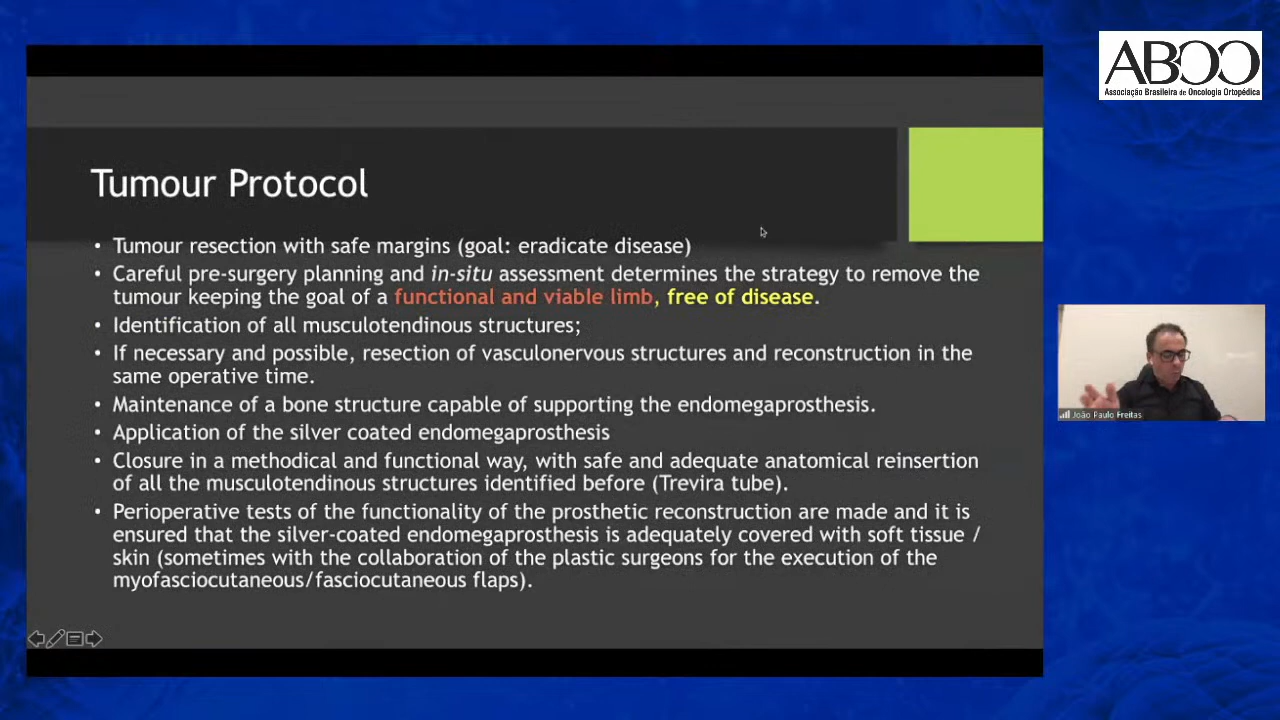 ABOO
Associação Brasileira de Oncologia Ortopédica
Tumour Protocol
• Tumour resection with safe margins (goal: eradicate disease)
• Careful pre-surgery planning and in-situ assessment determines the strategy to remove the
tumour keeping the goal of a functional and viable limb, free of disease.
• Identification of all musculotendinous structures;
• If necessary and possible, resection of vasculonervous structures and reconstruction in the
same operative time.
• Maintenance of a bone structure capable of supporting the endomegaprosthesis.
• Application of the silver coated endomegaprosthesis
• Closure in a methodical and functional way, with safe and adequate anatomical reinsertion
of all the musculotendinous structures identified before (Trevira tube).
• Perioperative tests of the functionality of the prosthetic reconstruction are made and it is
ensured that the silver-coated endomegaprosthesis is adequately covered with soft tissue /
skin (sometimes with the collaboration of the plastic surgeons for the execution of the
myofasciocutaneous/fasciocutaneous flaps).
João Paulo Freitas